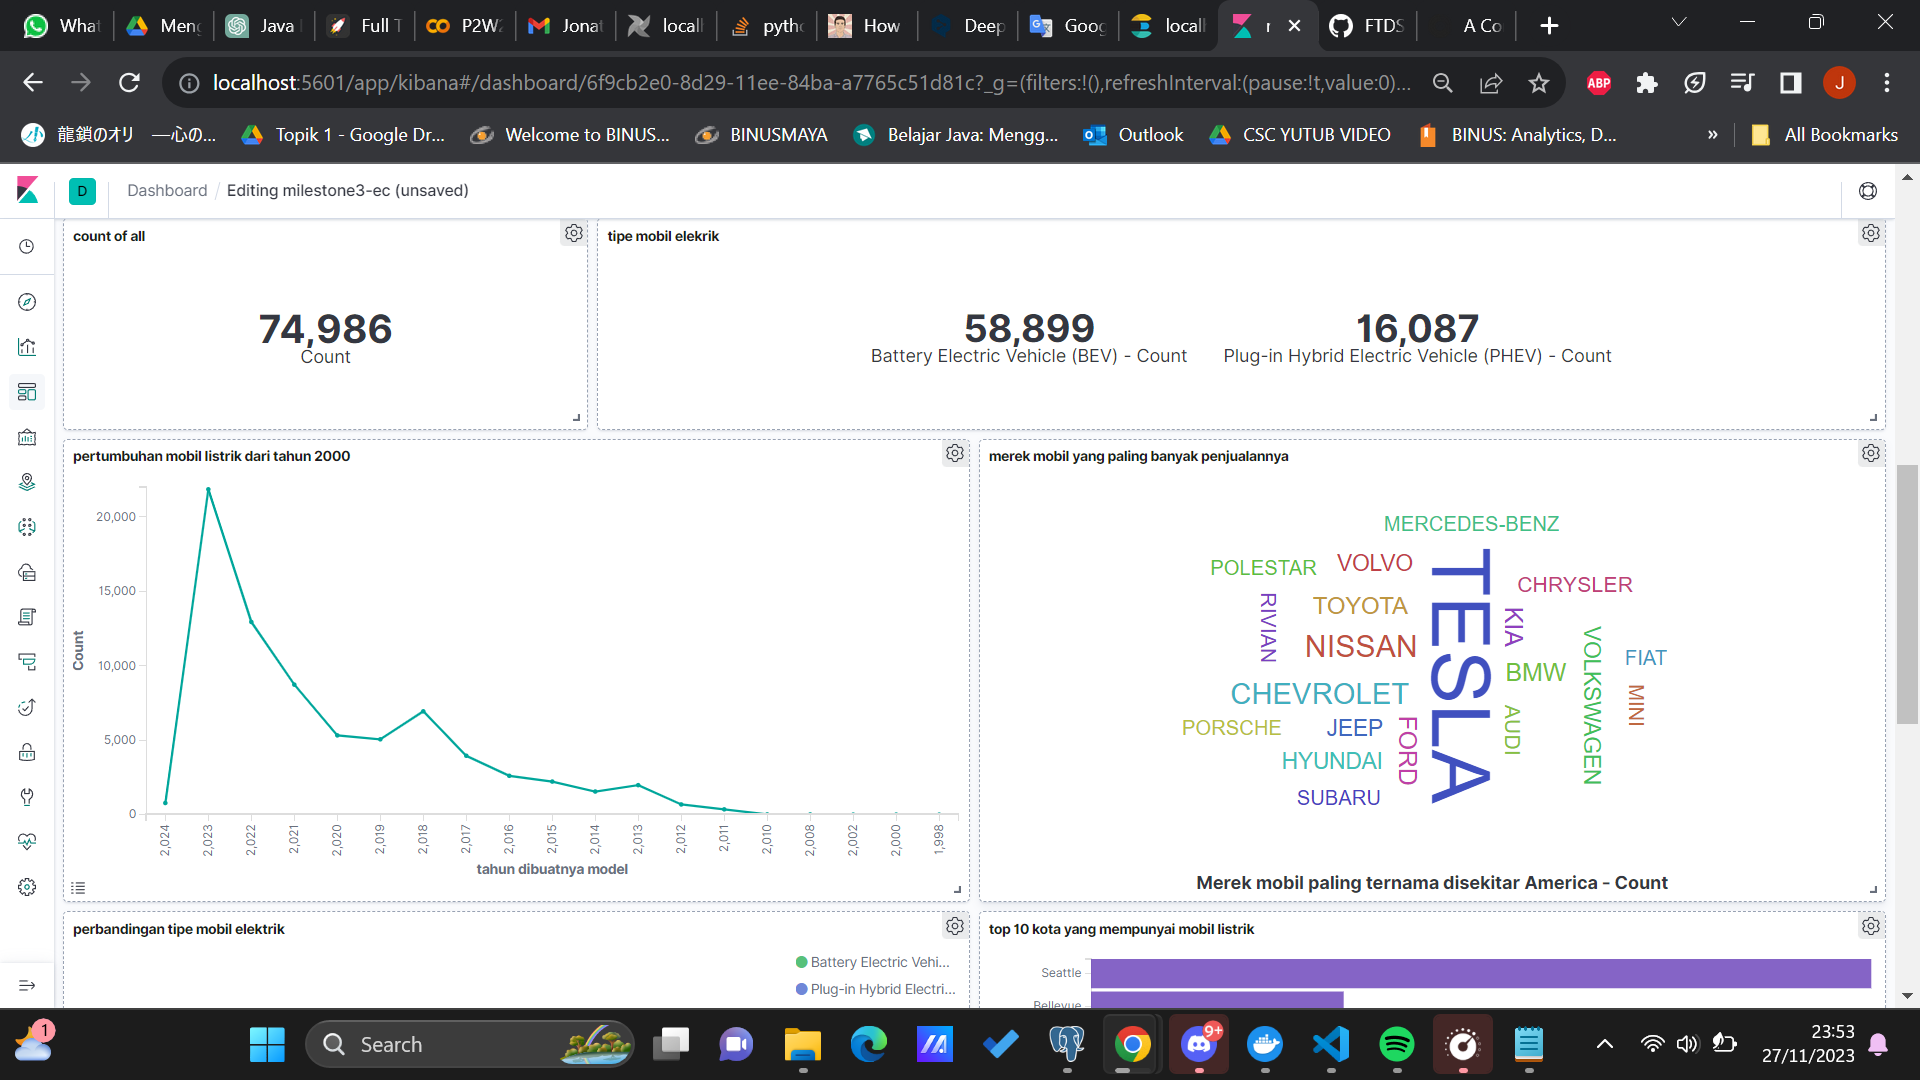 What
Meng
Java
Full T
P2W2
Jonat
locall
pytho
How
Deep
Goog
locall
FTDS
A Co
localhost:5601/app/kibana#/dashboard/6f9cb2e0-8d29-11ee-84ba-a7765c51d81c?_g=(filters:!(),refreshInterval:(pause:!t,value:0)...
ABP
J
龍鎖のオリ —心の...
Topik 1 - Google Dr...
Welcome to BINUS...
BINUSMAYA
Belajar Java: Mengg...
Outlook
CSC YUTUB VIDEO
BINUS: Analytics, D...
»
All Bookmarks
D
Dashboard / Editing milestone3-ec (unsaved)
count of all
74,986
Count
tipe mobil elekrik
58,899
Battery Electric Vehicle (BEV) - Count
16,087
Plug-in Hybrid Electric Vehicle (PHEV) - Count
pertumbuhan mobil listrik dari tahun 2000
20,000
15,000
10,000
5,000
0
Count
2,024
2,023
2,022
2,021
2,020
2,019
2,018
2,017
2,016
2,015
2,014
2,013
2,012
2,011
2,010
2,008
2,002
2,000
1,998
tahun dibuatnya model
merek mobil yang paling banyak penjualannya
MERCEDES-BENZ
POLESTAR
VOLVO
TESLA
CHRYSLER
RIVIAN
TOYOTA
KIA
NISSAN
VOLKSWAGEN
FIAT
BMW
CHEVROLET
MINI
PORSCHE
JEEP
FORD
AUDI
HYUNDAI
SUBARU
Merek mobil paling ternama disekitar America - Count
perbandingan tipe mobil elektrik
Battery Electric Vehi...
Plug-in Hybrid Electri...
top 10 kota yang mempunyai mobil listrik
Seattle
Bellevue
1
Search
9+
23:53
27/11/2023